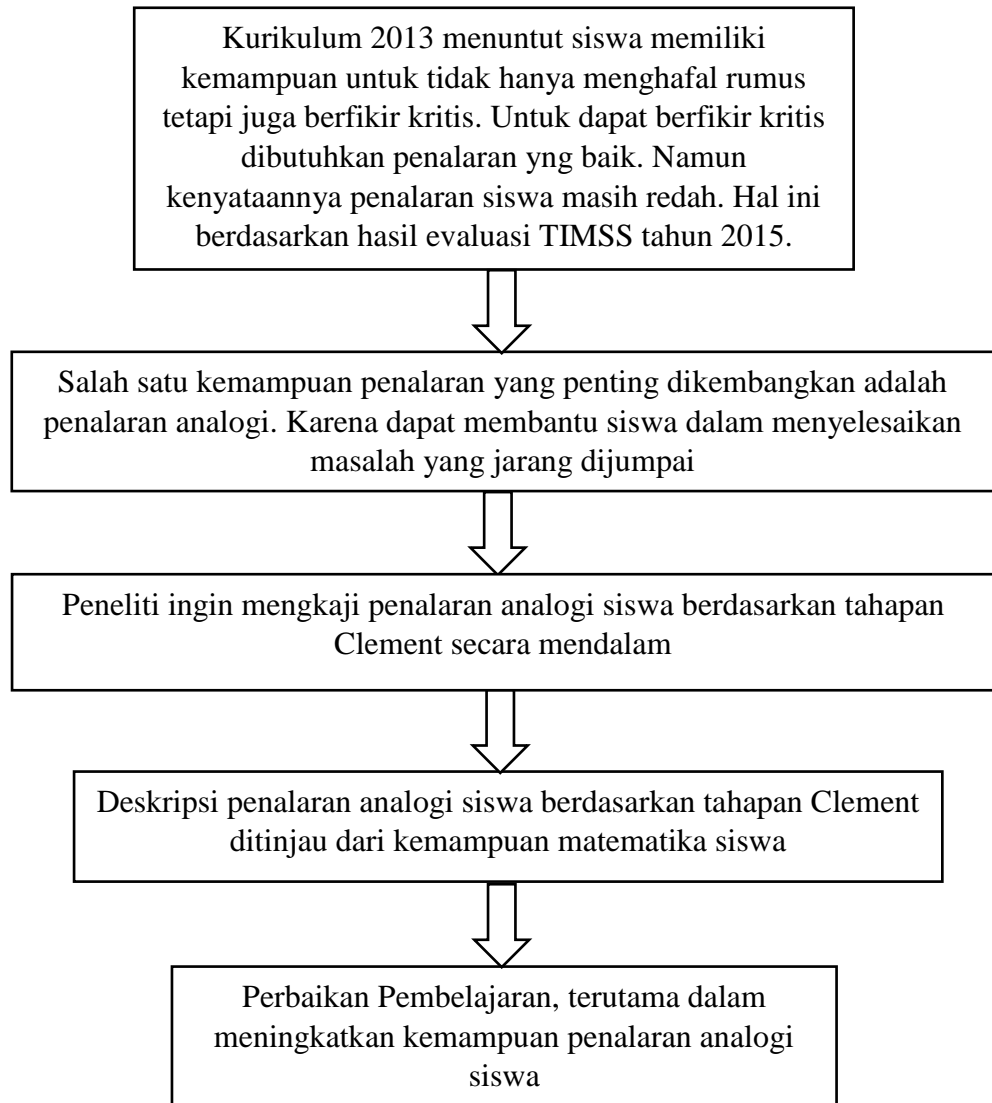 Kurikulum 2013 menuntut siswa memiliki
kemampuan untuk tidak hanya menghafal rumus
tetapi juga berfikir kritis. Untuk dapat berfikir kritis
dibutuhkan penalaran yng baik. Namun
kenyataannya penalaran siswa masih redah. Hal ini
berdasarkan hasil evaluasi TIMSS tahun 2015.
Salah satu kemampuan penalaran yang penting dikembangkan adalah
penalaran analogi. Karena dapat membantu siswa dalam menyelesaikan
masalah yang jarang dijumpai
Peneliti ingin mengkaji penalaran analogi siswa berdasarkan tahapan
Clement secara mendalam
Deskripsi penalaran analogi siswa berdasarkan tahapan Clement
ditinjau dari kemampuan matematika siswa
Perbaikan Pembelajaran, terutama dalam
meningkatkan kemampuan penalaran analogi
siswa